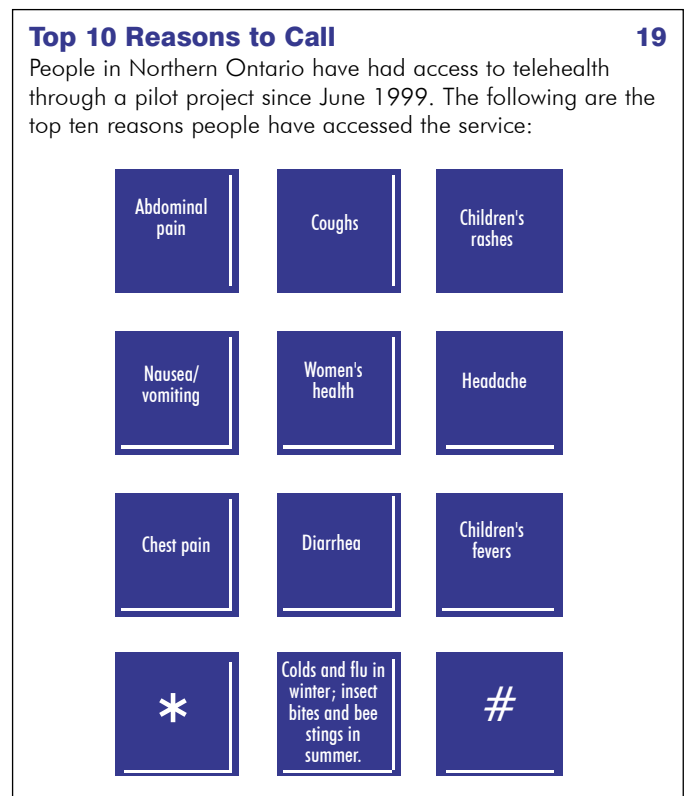 Top 10 Reasons to Call 19
People in Northern Ontario have had access to telehealth
through a pilot project since June 1999. The following are the
top ten reasons people have accessed the service:
Abdominal
pain
Coughs
Children's
rashes
Nausea/
vomiting
Women's
health
Headache
Chest pain
Diarrhea
Children's
fevers
*
Colds and flu in
winter; insect
bites and bee
stings in
summer.
#